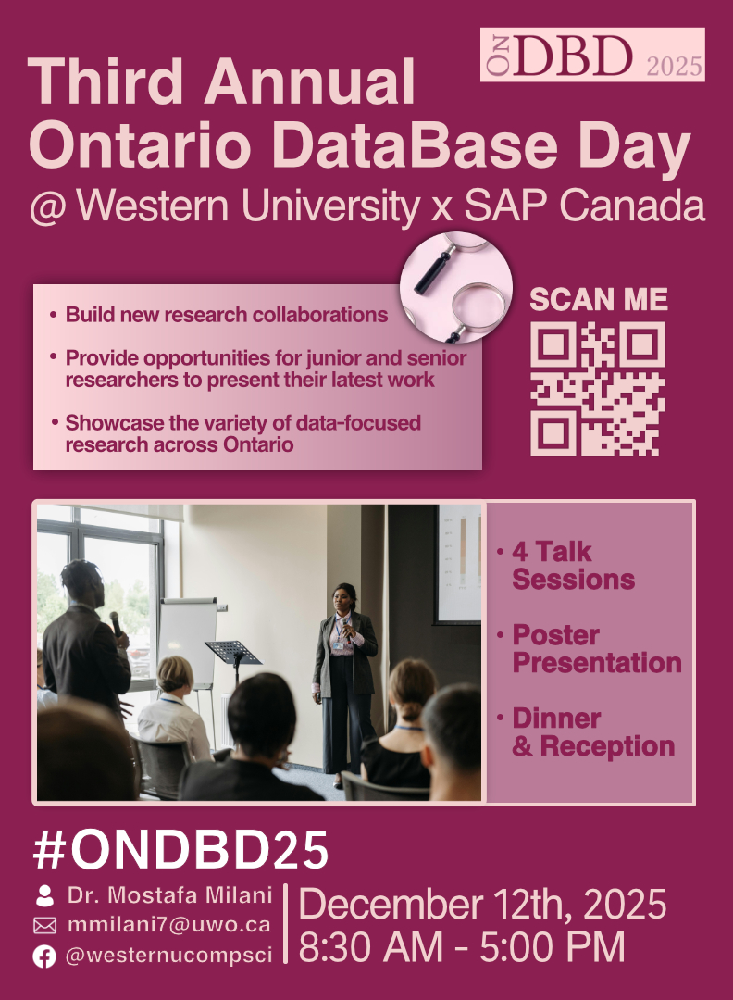 ON DBD 2025
Third Annual
Ontario DataBase Day
@ Western University x SAP Canada
• Build new research collaborations
• Provide opportunities for junior and senior
researchers to present their latest work
• Showcase the variety of data-focused
research across Ontario
SCAN ME
• 4 Talk
Sessions
• Poster
Presentation
• Dinner
& Reception
#ONDBD25
Dr. Mostafa Milani
mmilani7@uwo.ca
@westernucompsci
December 12th, 2025
8:30 AM - 5:00 PM